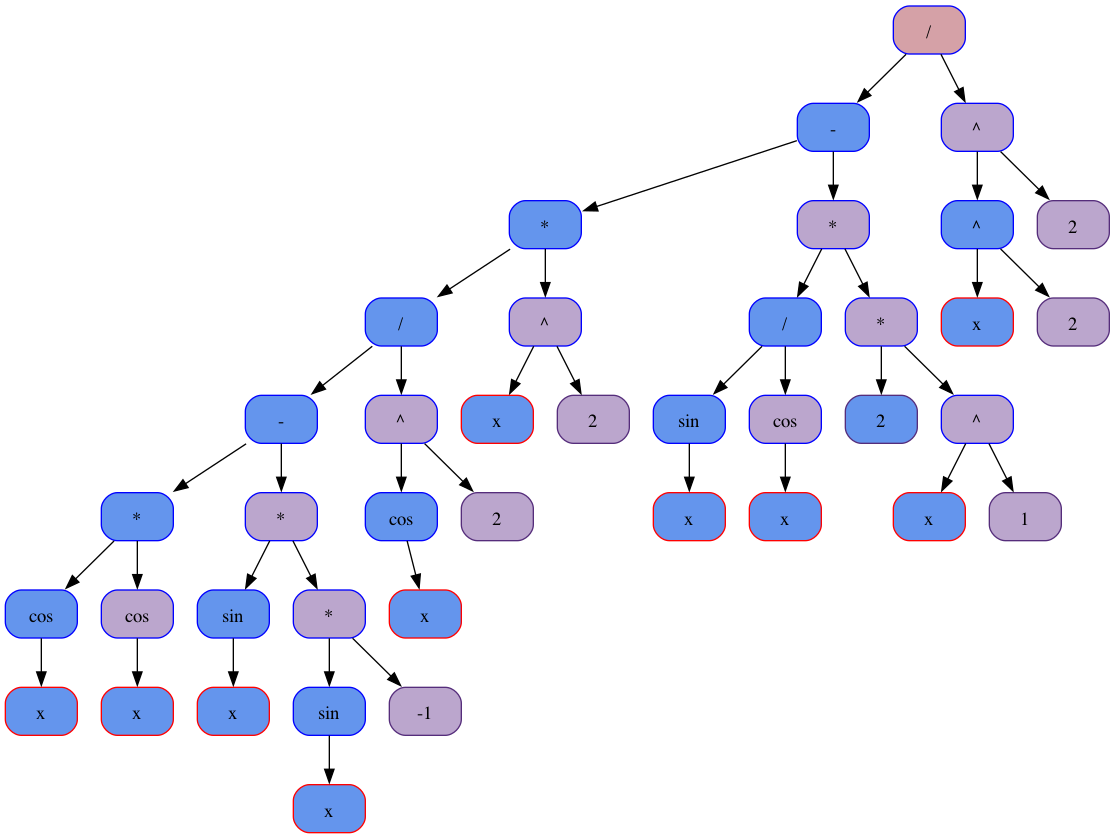 /
- ^
* * ^ 2
/ ^ / * x 2
- ^ x 2 sin cos 2 ^
* * cos 2 x x x 1
cos cos sin * x
x x x sin -1
x